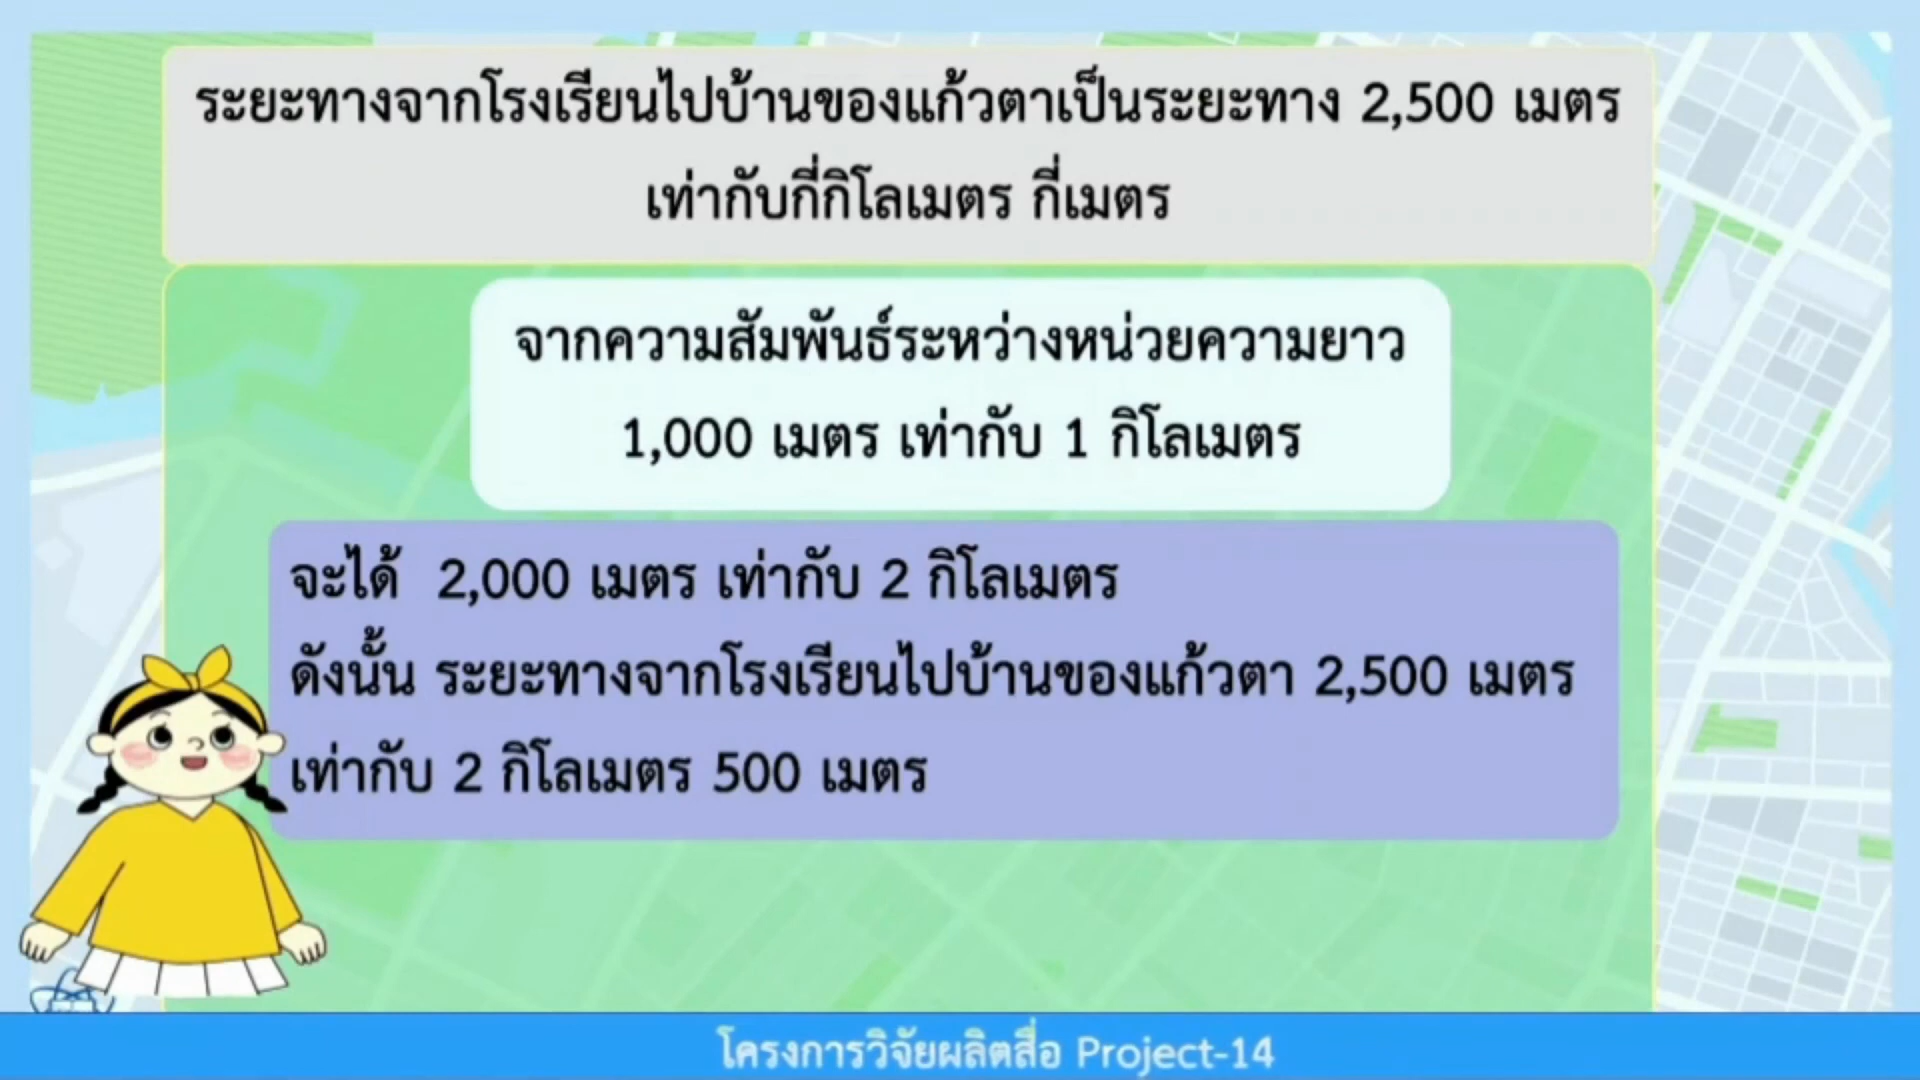 ระยะทางจากโรงเรียนไปบ้านของแก้วตาเป็นระยะทาง 2,500 เมตร
เท่ากับกี่กิโลเมตร กี่เมตร
จากความสัมพันธ์ระหว่างหน่วยความยาว
1,000 เมตร เท่ากับ 1 กิโลเมตร
จะได้ 2,000 เมตร เท่ากับ 2 กิโลเมตร
ดังนั้น ระยะทางจากโรงเรียนไปบ้านของแก้วตา 2,500 เมตร
เท่ากับ 2 กิโลเมตร 500 เมตร
โครงการวิจัยผลิตสื่อ Project-14